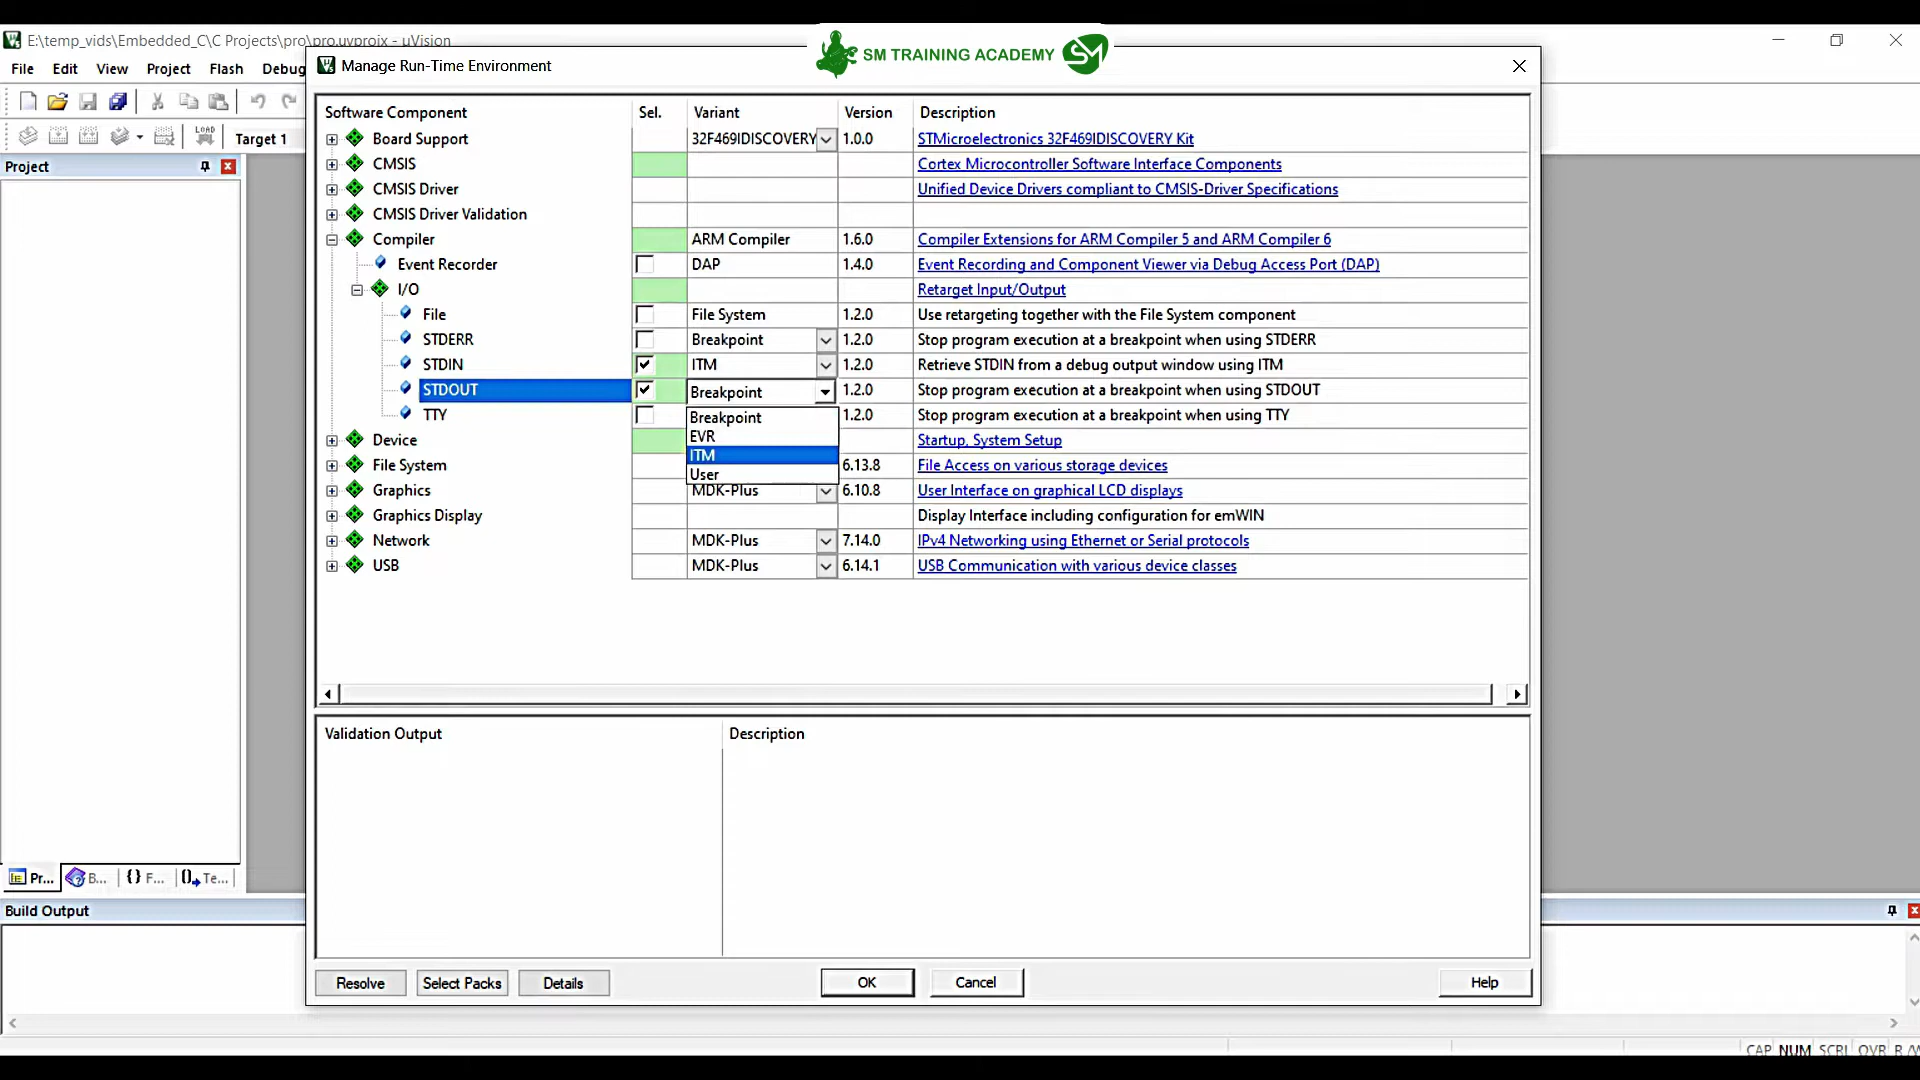 E:\temp_vids\Embedded_C\C Projects\pro\pro.uvprojx - µVision
SM TRAINING ACADEMY SM
File Edit View Project Flash Debug
Manage Run-Time Environment
LOAD Target 1
Project
Software Component Sel. Variant Version Description
Board Support 32F469IDISCOVERY 1.0.0 STMicroelectronics 32F469IDISCOVERY Kit
CMSIS Cortex Microcontroller Software Interface Components
CMSIS Driver Unified Device Drivers compliant to CMSIS-Driver Specifications
CMSIS Driver Validation
Compiler ARM Compiler 1.6.0 Compiler Extensions for ARM Compiler 5 and ARM Compiler 6
Event Recorder DAP 1.4.0 Event Recording and Component Viewer via Debug Access Port (DAP)
I/O Retarget Input/Output
File File System 1.2.0 Use retargeting together with the File System component
STDERR Breakpoint 1.2.0 Stop program execution at a breakpoint when using STDERR
STDIN ITM 1.2.0 Retrieve STDIN from a debug output window using ITM
STDOUT Breakpoint 1.2.0 Stop program execution at a breakpoint when using STDOUT
TTY 1.2.0 Stop program execution at a breakpoint when using TTY
Breakpoint
EVR
ITM
User
Device Startup, System Setup
File System 6.13.8 File Access on various storage devices
Graphics MDK-Plus 6.10.8 User Interface on graphical LCD displays
Graphics Display Display Interface including configuration for emWIN
Network MDK-Plus 7.14.0 IPv4 Networking using Ethernet or Serial protocols
USB MDK-Plus 6.14.1 USB Communication with various device classes
Validation Output Description
Pr... B... {} F... Te...
Build Output
Resolve Select Packs Details OK Cancel Help
CAP NUM SCRL OVR R /W